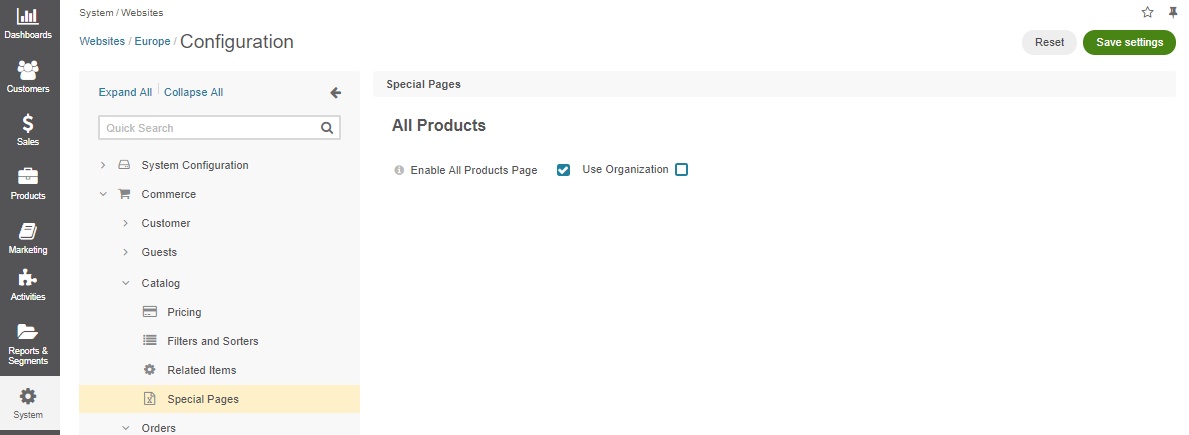 System / Websites
Websites / Europe / Configuration
Reset
Save settings
Dashboards
Customers
Sales
Products
Marketing
Activities
Reports &
Segments
System
Expand All
Collapse All
Quick Search
System Configuration
Commerce
Customer
Guests
Catalog
Pricing
Filters and Sorters
Related Items
Special Pages
Orders
Special Pages
All Products
Enable All Products Page
Use Organization